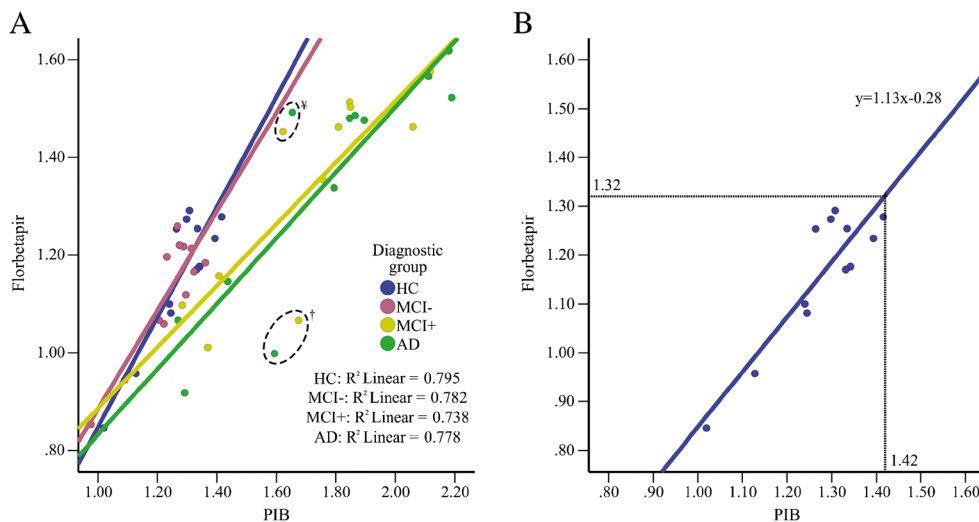 A
Florbetapir
1.60
1.40
1.20
1.00
.80
1.00
1.20
1.40
1.60
1.80
2.00
2.20
PIB
¥
†
Diagnostic
group
HC
MCI-
MCI+
AD
HC: R² Linear = 0.795
MCI-: R² Linear = 0.782
MCI+: R² Linear = 0.738
AD: R² Linear = 0.778
B
Florbetapir
1.60
1.50
1.40
1.30
1.20
1.10
1.00
.90
.80
.80
.90
1.00
1.10
1.20
1.30
1.40
1.50
1.60
PIB
y=1.13x-0.28
1.32
1.42